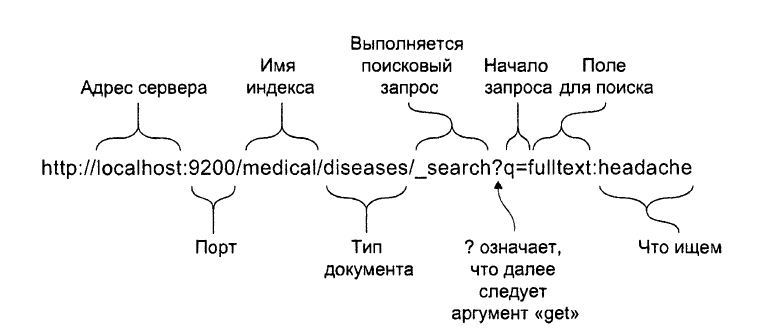 Выполняется
поисковый
запрос
Имя
индекса
Начало
запроса
Поле
для поиска
Адрес сервера
http://localhost:9200/medical/diseases/_search?q=fulltext:headache
Порт
Тип
документа
? означает,
что далее
следует
аргумент «get»
Что ищем